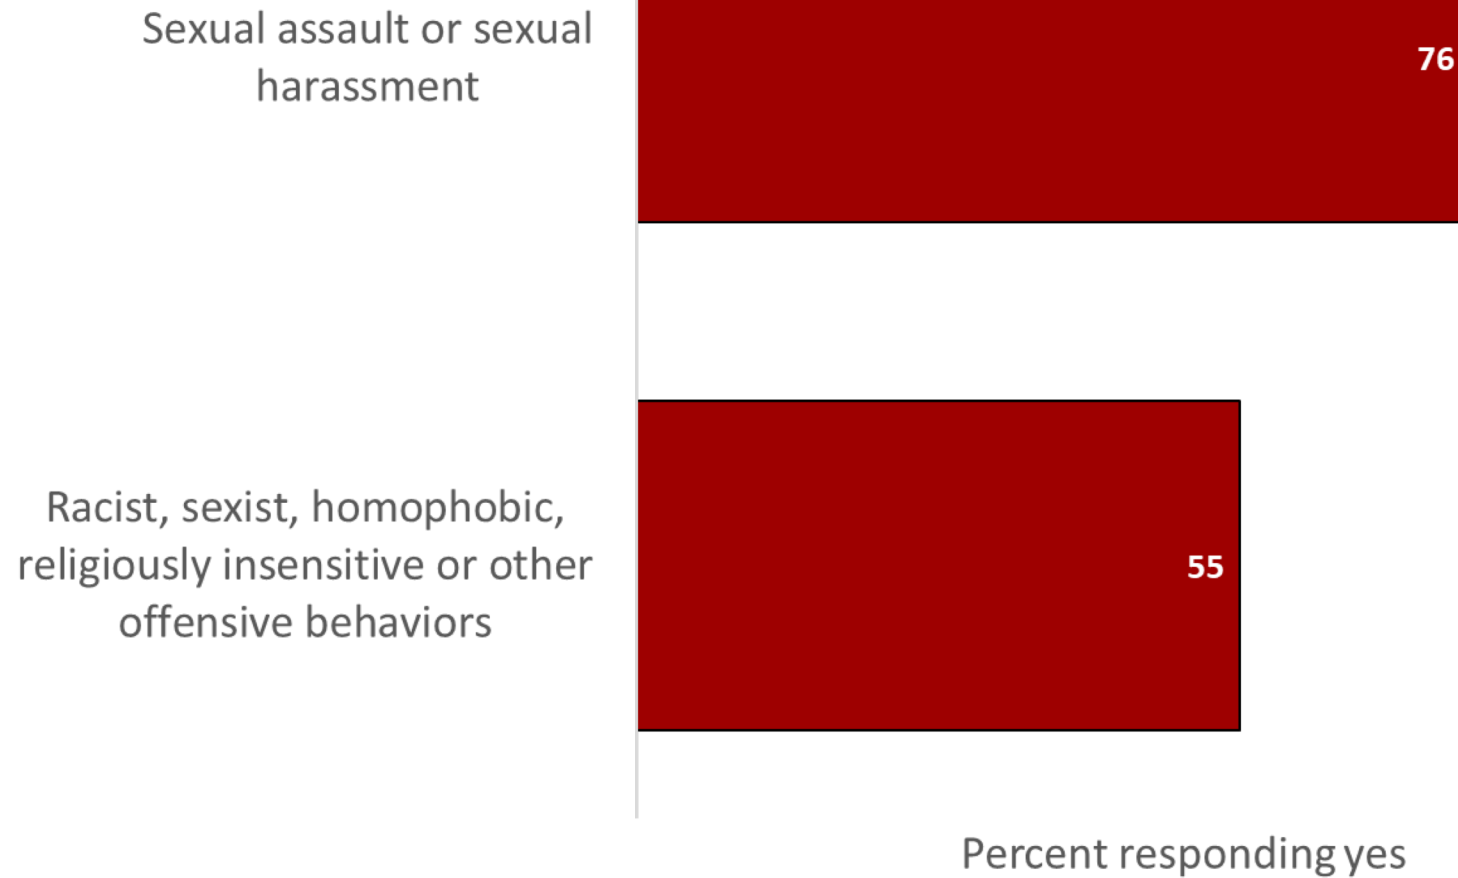 Sexual assault or sexual
harassment
76
Racist, sexist, homophobic,
religiously insensitive or other
offensive behaviors
55
Percent responding yes